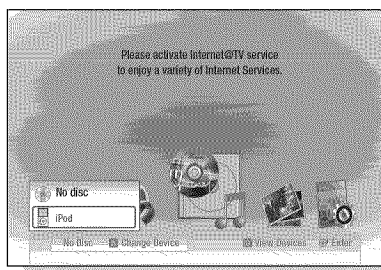 Please activate Internet@TV service
to enjoy a variety of Internet Services.
No disc
iPod
No Disc A Change Device View Devices Enter